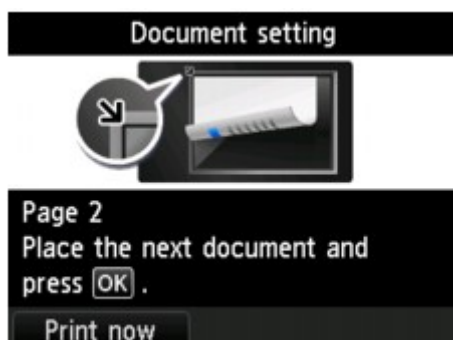 Document setting
Page 2
Place the next document and
press OK .
Print now